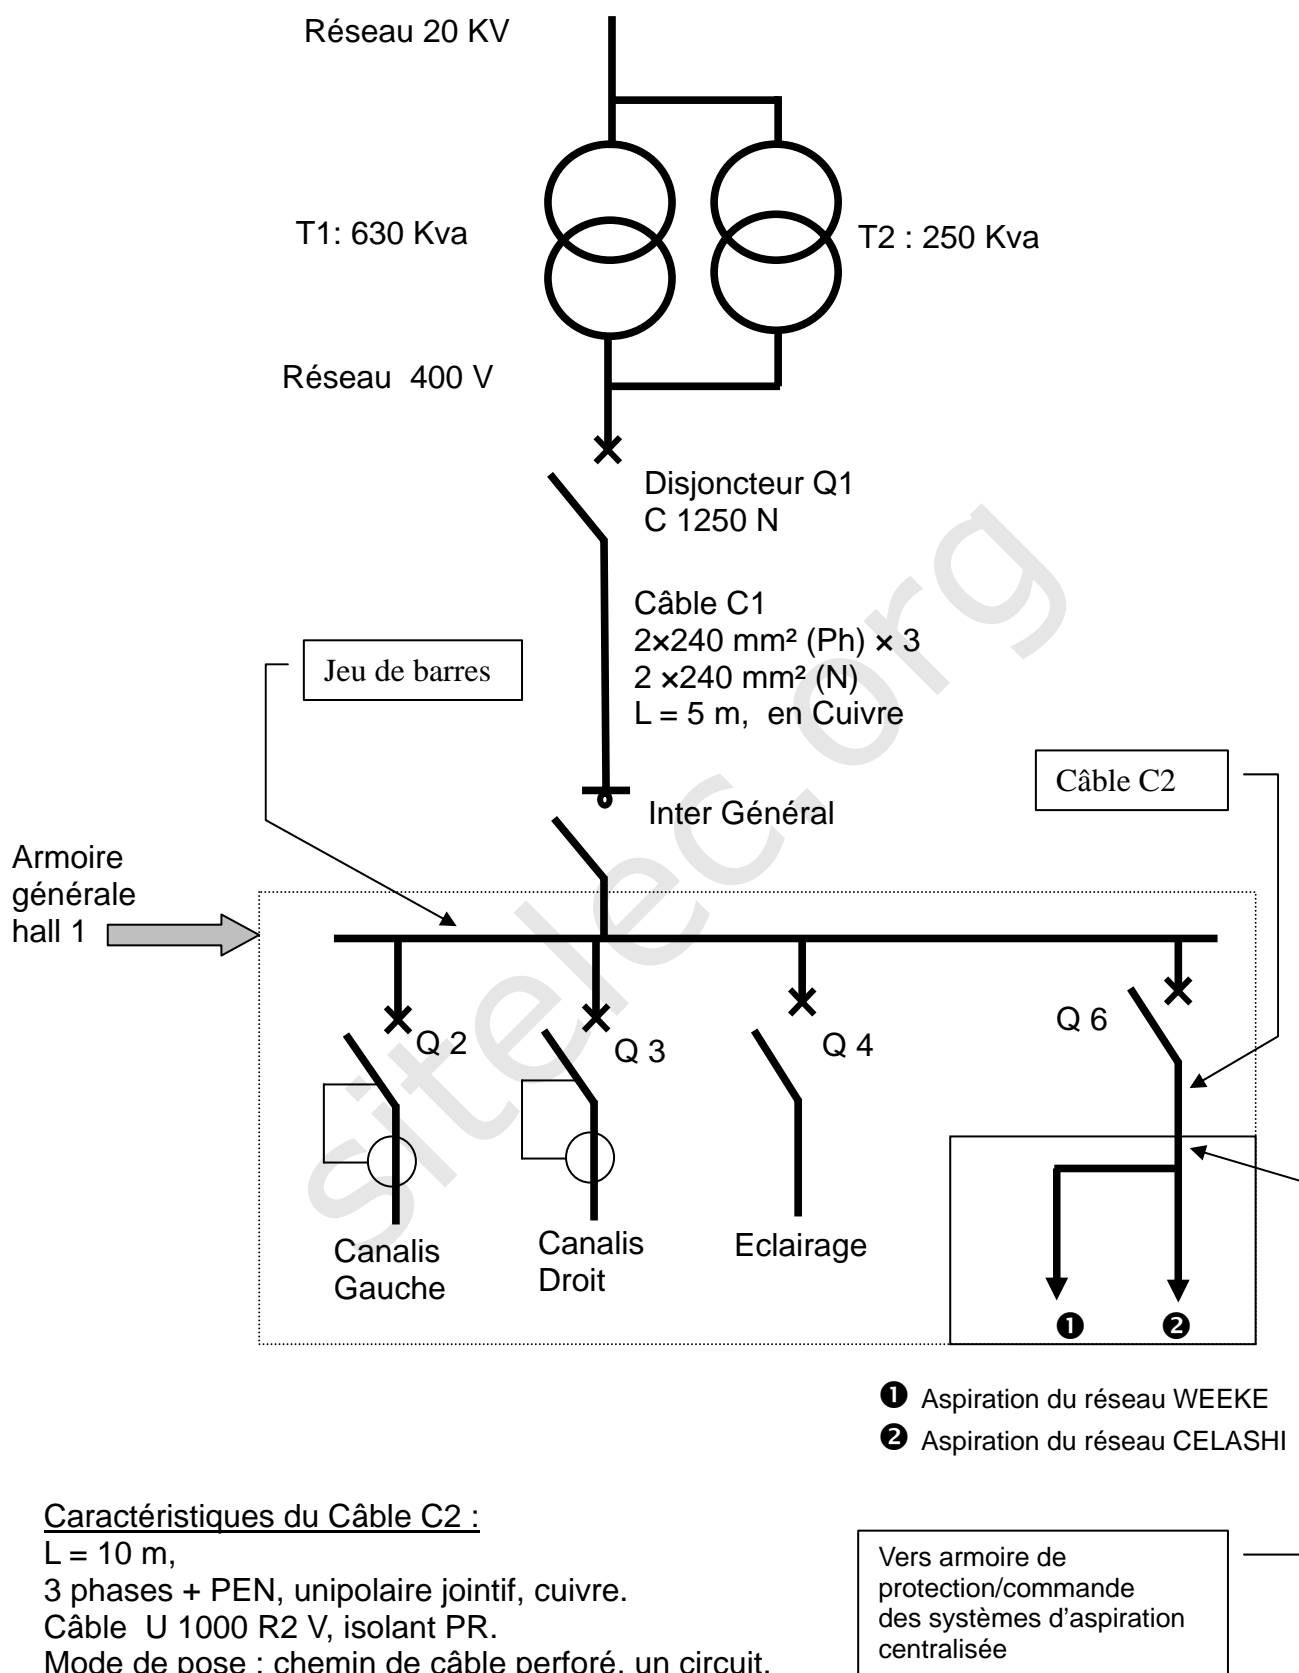 Réseau 20 KV
T1: 630 Kva
T2 : 250 Kva
Réseau  400 V
Disjoncteur Q1
C 1250 N
Câble C1
2×240 mm² (Ph) × 3
2 ×240 mm² (N)
L = 5 m,  en Cuivre
Jeu de barres
Câble C2
Inter Général
Armoire
générale
hall 1
Q 2
Q 3
Q 4
Q 6
Canalis
Gauche
Canalis
Droit
Eclairage
❶
❷
❶ Aspiration du réseau WEEKE
❷ Aspiration du réseau CELASHI
Caractéristiques du Câble C2 :
L = 10 m,
3 phases + PEN, unipolaire jointif, cuivre.
Câble  U 1000 R2 V, isolant PR.
Mode de pose : chemin de câble perforé, un circuit.
Vers armoire de
protection/commande
des systèmes d'aspiration
centralisée
sitelec.org